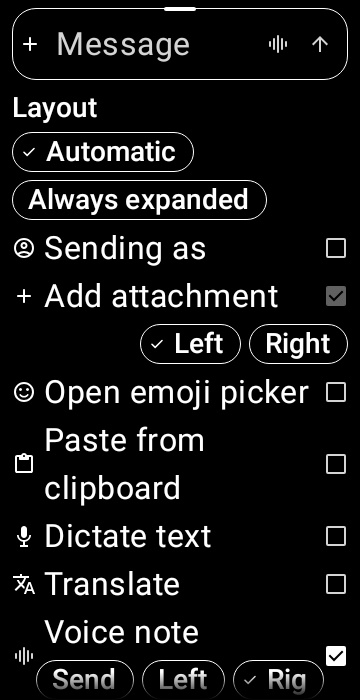 Message
Layout
Automatic
Always expanded
Sending as
Add attachment
Left Right
Open emoji picker
Paste from
clipboard
Dictate text
Translate
Voice note
Send Left Rig